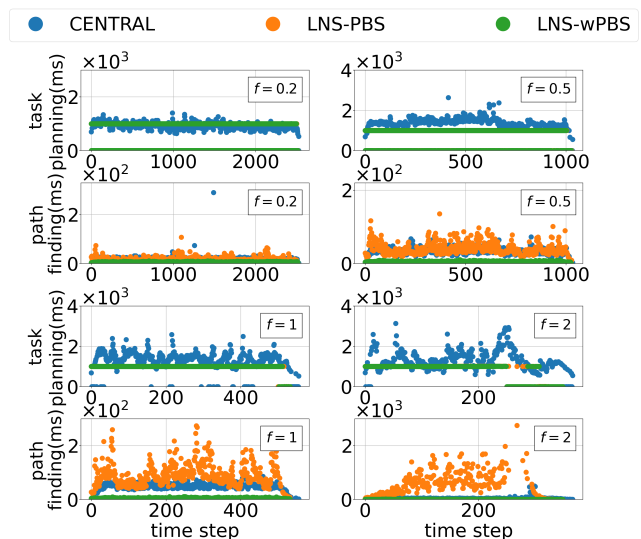 CENTRAL LNS-PBS LNS-wPBS
×10³ ×10³
task planning(ms) 2 0 f = 0.2 4 2 0 f = 0.5
0 1000 2000 0 500 1000
×10² ×10²
path finding(ms) 2 0 f = 0.2 2 0 f = 0.5
0 1000 2000 0 500 1000
×10³ ×10³
task planning(ms) 4 2 0 f = 1 4 2 0 f = 2
0 200 400 0 200
×10² ×10³
path finding(ms) 2 0 f = 1 2 0 f = 2
0 200 400 0 200
time step time step